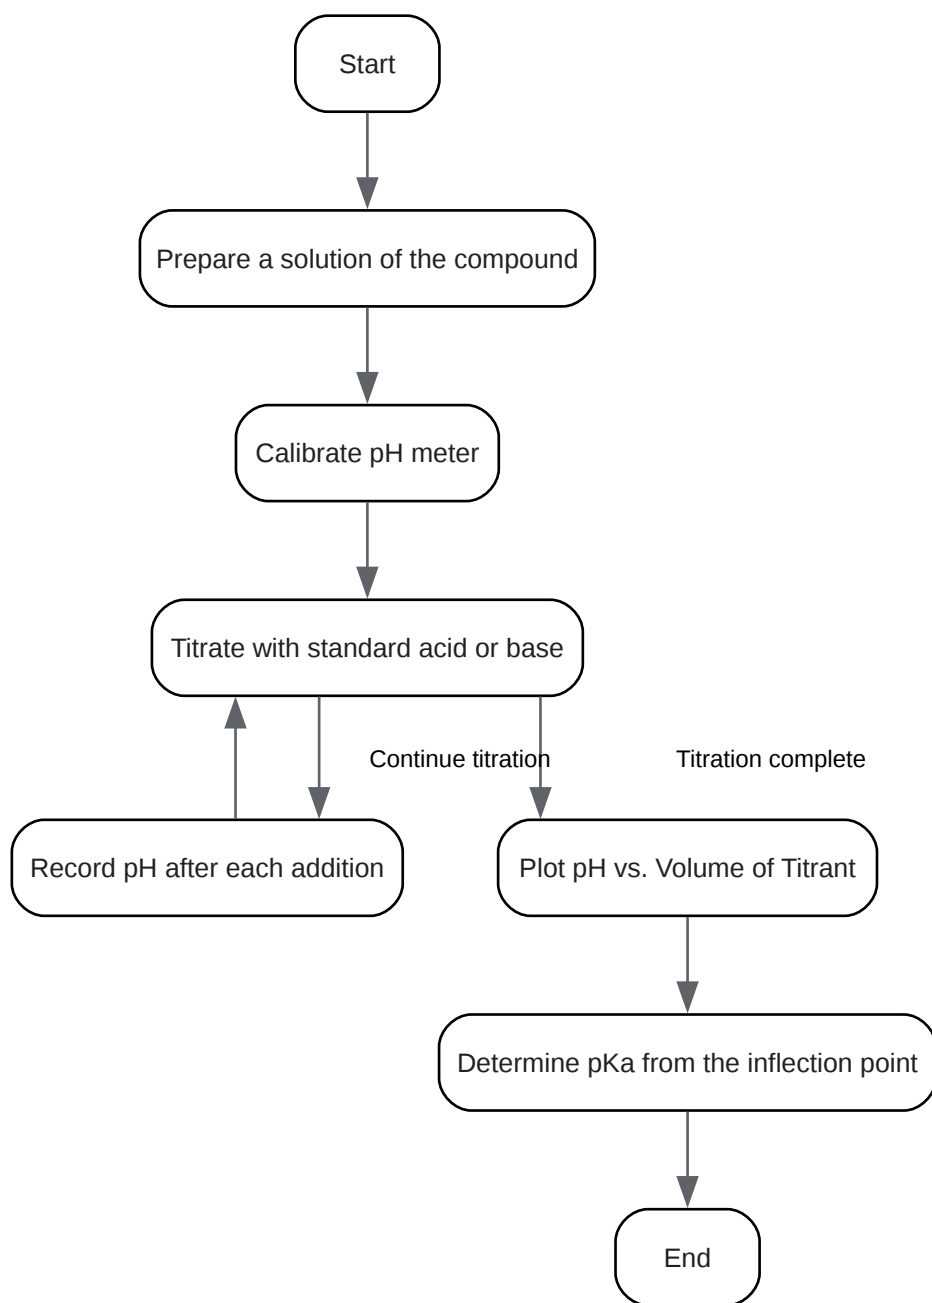 Start
Prepare a solution of the compound
Calibrate pH meter
Titrate with standard acid or base
Continue titration
Titration complete
Record pH after each addition
Plot pH vs. Volume of Titrant
Determine pKa from the inflection point
End